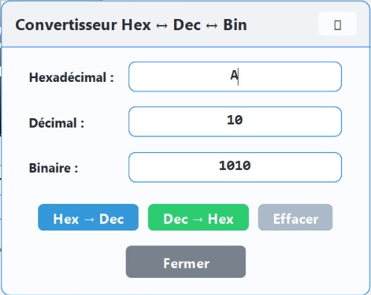 Convertisseur Hex ↔ Dec ↔ Bin
Hexadécimal : A
Décimal : 10
Binaire : 1010
Hex → Dec Dec → Hex Effacer
Fermer